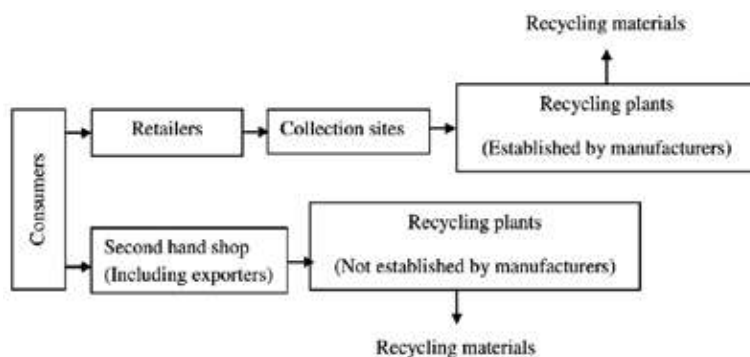 Recycling materials
Consumers
Retailers
Collection sites
Recycling plants
(Established by manufacturers)
Second hand shop
(Including exporters)
Recycling plants
(Not established by manufacturers)
Recycling materials